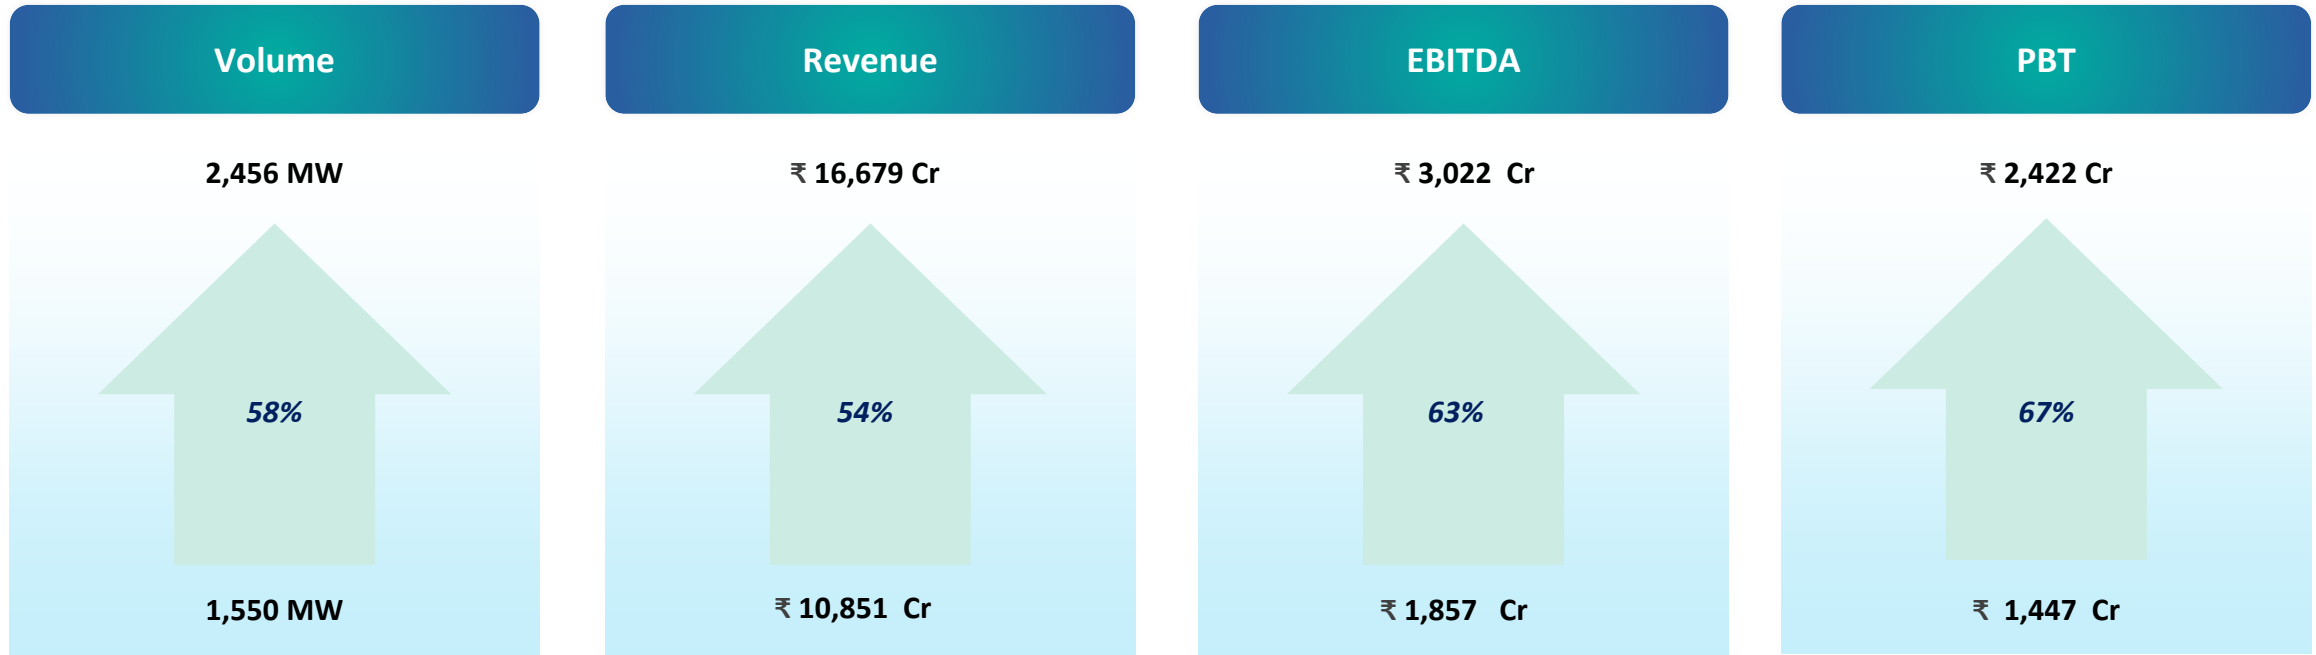 Volume
Revenue
EBITDA
PBT
2,456 MW
₹ 16,679 Cr
₹ 3,022 Cr
₹ 2,422 Cr
58%
54%
63%
67%
1,550 MW
₹ 10,851 Cr
₹ 1,857 Cr
₹ 1,447 Cr